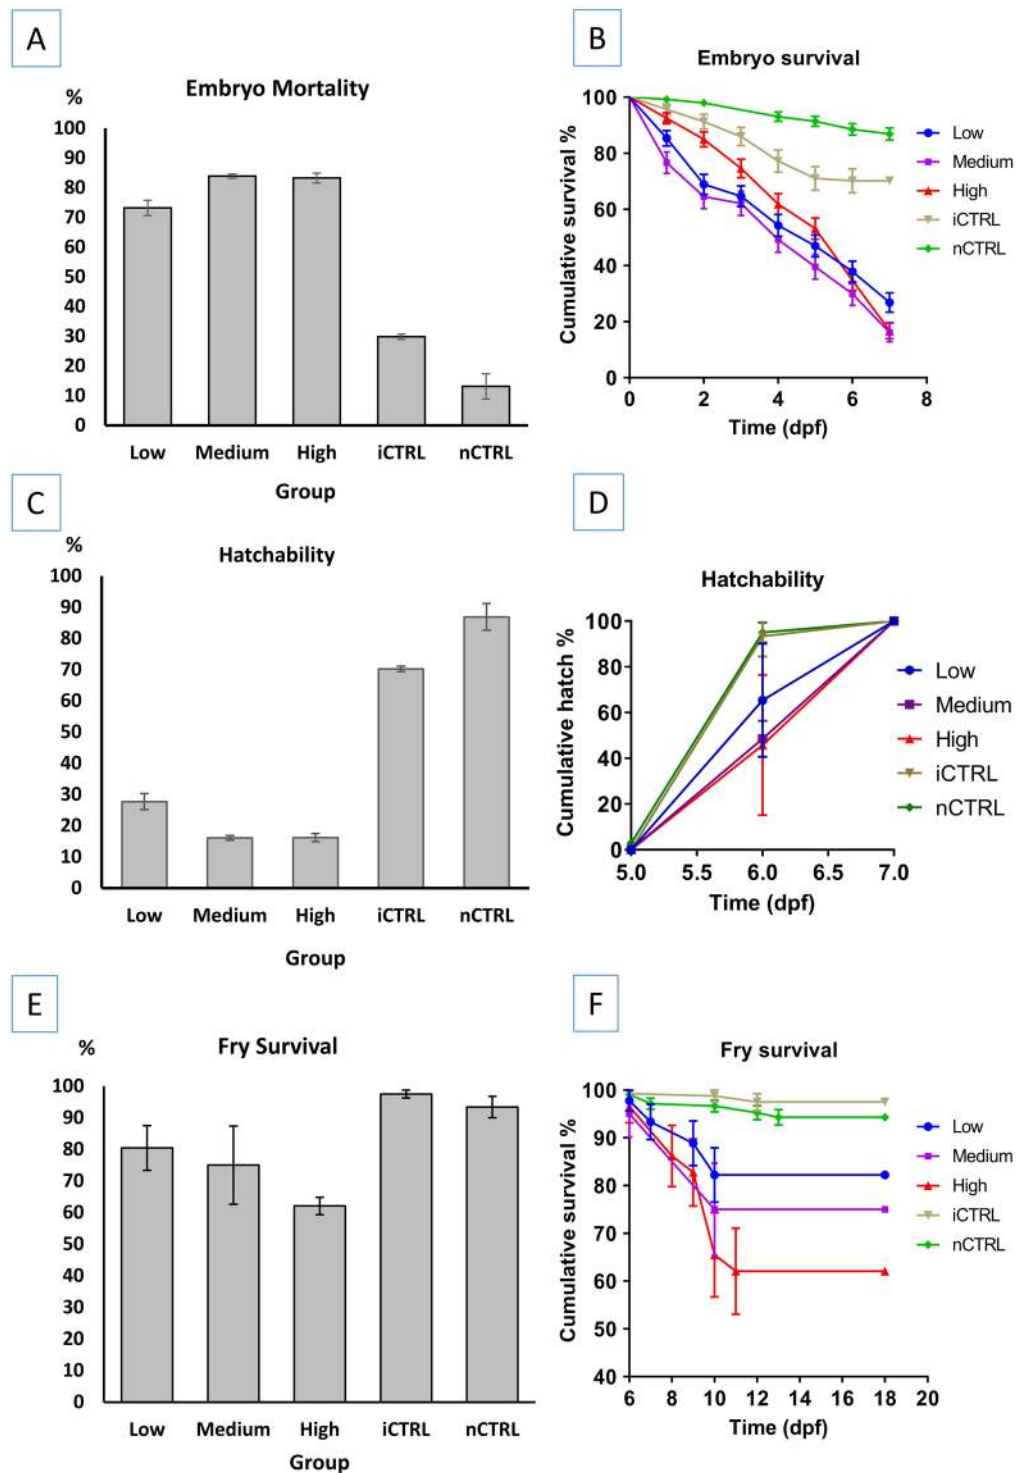 A
Embryo Mortality
%
100
90
80
70
60
50
40
30
20
10
0
Low Medium High iCTRL nCTRL
Group
B
Embryo survival
Cumulative survival %
100
80
60
40
20
0
0 2 4 6 8
Time (dpf)
Low
Medium
High
iCTRL
nCTRL
C
%
Hatchability
100
90
80
70
60
50
40
30
20
10
0
Low Medium High iCTRL nCTRL
Group
D
Hatchability
Cumulative hatch %
100
80
60
40
20
0
5.0 5.5 6.0 6.5 7.0
Time (dpf)
Low
Medium
High
iCTRL
nCTRL
E
%
Fry Survival
100
90
80
70
60
50
40
30
20
10
0
Low Medium High iCTRL nCTRL
Group
F
Fry survival
Cumulative survival %
100
90
80
70
60
50
40
6 8 10 12 14 16 18 20
Time (dpf)
Low
Medium
High
iCTRL
nCTRL